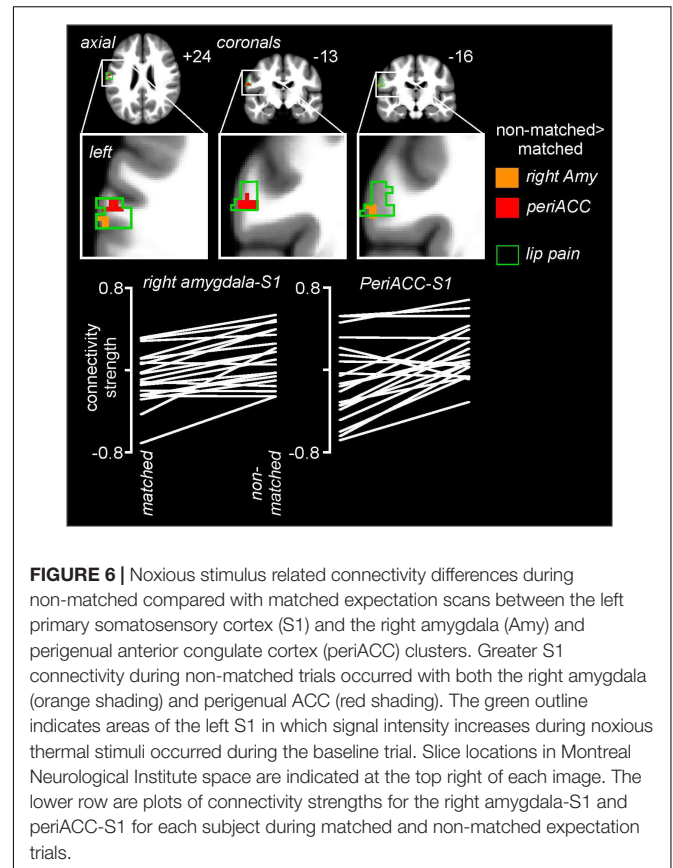 axial
+24
coronals
-13
-16
left
non-matched>
matched
right Amy
periACC
lip pain
right amygdala-S1
PeriACC-S1
0.8
0.8
connectivity
strength
-0.8
-0.8
matched
non-
matched
FIGURE 6 | Noxious stimulus related connectivity differences during
non-matched compared with matched expectation scans between the left
primary somatosensory cortex (S1) and the right amygdala (Amy) and
perigenual anterior congulate cortex (periACC) clusters. Greater S1
connectivity during non-matched trials occurred with both the right amygdala
(orange shading) and perigenual ACC (red shading). The green outline
indicates areas of the left S1 in which signal intensity increases during noxious
thermal stimuli occurred during the baseline trial. Slice locations in Montreal
Neurological Institute space are indicated at the top right of each image. The
lower row are plots of connectivity strengths for the right amygdala-S1 and
periACC-S1 for each subject during matched and non-matched expectation
trials.